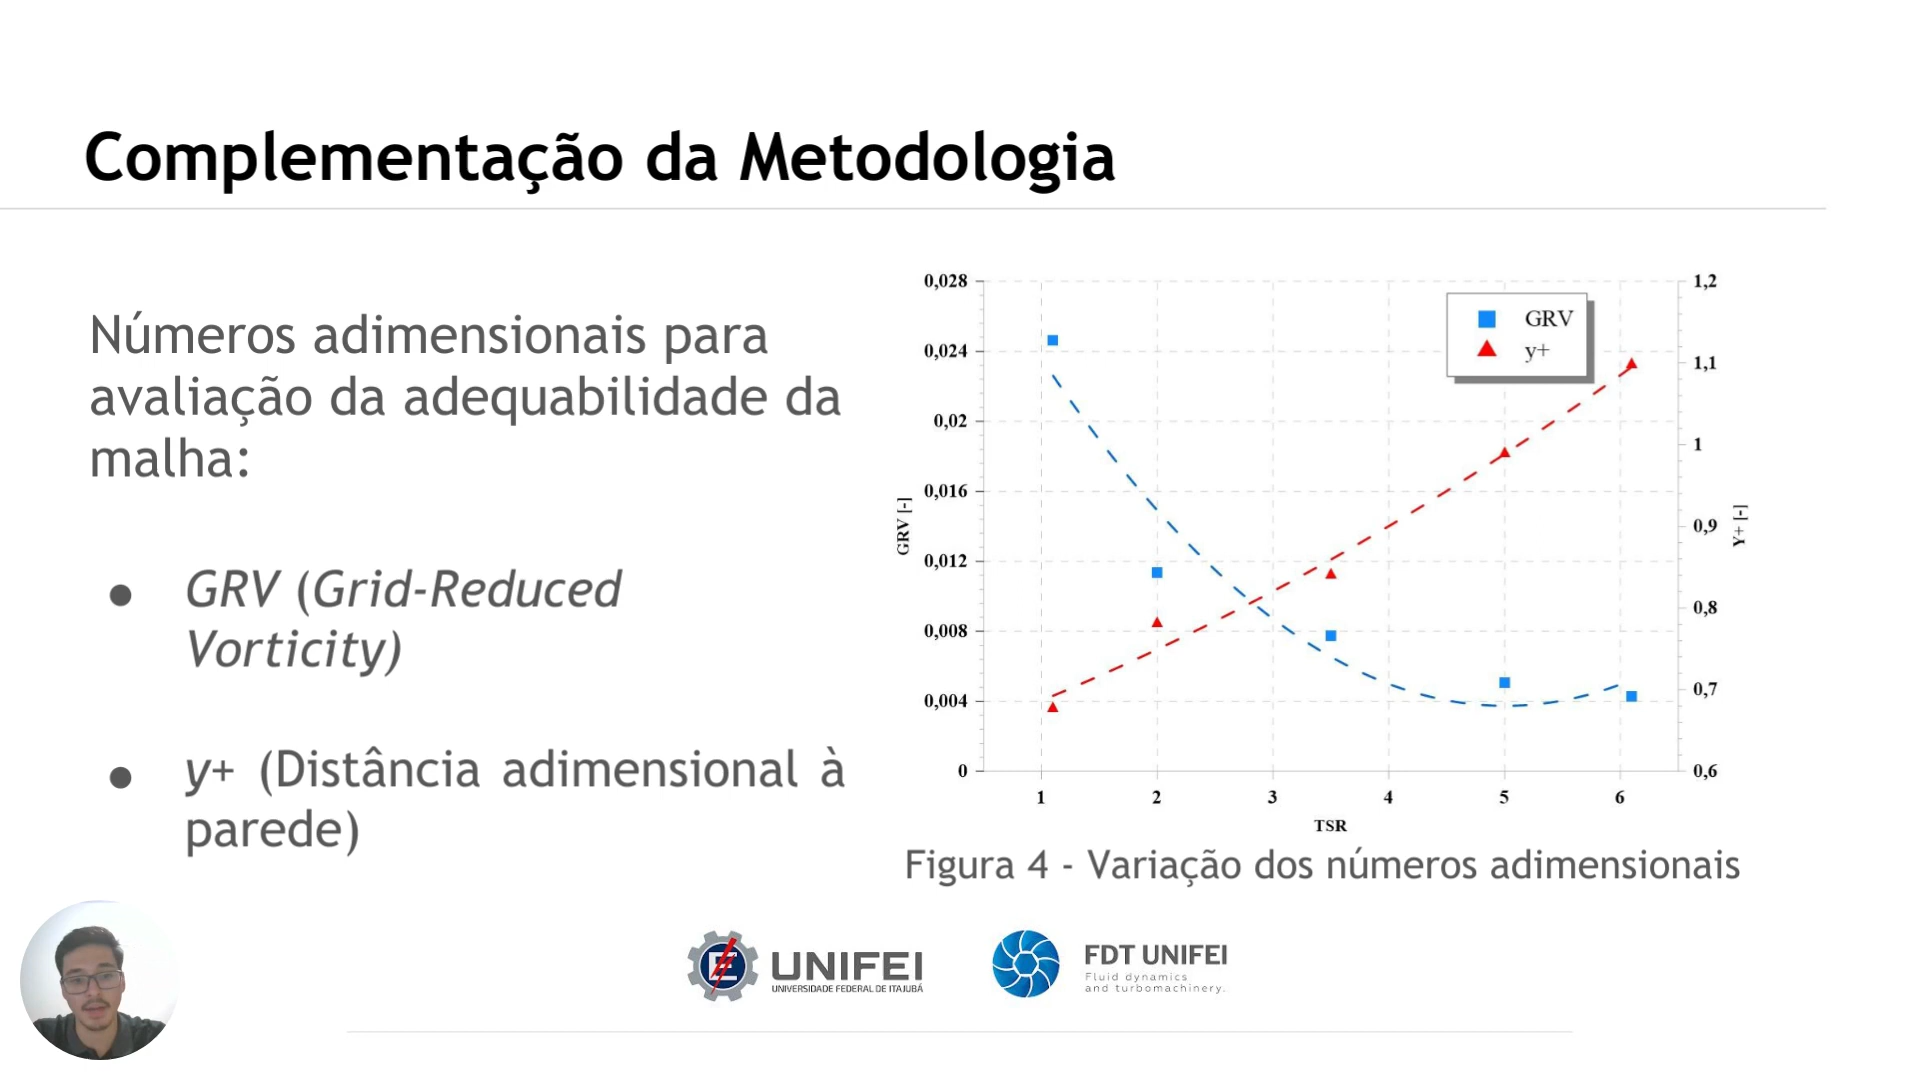 Complementação da Metodologia
Números adimensionais para
avaliação da adequabilidade da
malha:
● GRV (Grid-Reduced
Vorticity)
● y+ (Distância adimensional à
parede)
0,028
0,024
0,02
0,016
0,012
0,008
0,004
0
GRV [-]
GRV
y+
1,2
1,1
1
0,9
0,8
0,7
0,6
Y+ [-]
1 2 3 4 5 6
TSR
Figura 4 - Variação dos números adimensionais
UNIFEI
UNIVERSIDADE FEDERAL DE ITAJUBÁ
FDT UNIFEI
Fluid dynamics
and turbomachinery.